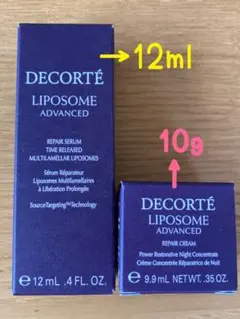 →12ml
DECORTÉ
LIPOSOME
ADVANCED
REPAIR SERUM
TIME RELEASED
MULTILAMELLAR LIPOSOMES
Sérum Réparateur
Liposomes Multilamellaires
à Libération Prolongée
SourceTargeting™Technology
℮ 12 mL .4 FL. OZ.
10g
DECORTÉ
LIPOSOME
ADVANCED
REPAIR CREAM
Power Restorative Night Concentrate
Crème Concentrée Réparatrice de Nuit
℮ 9.9 mL NET WT. .35 OZ.